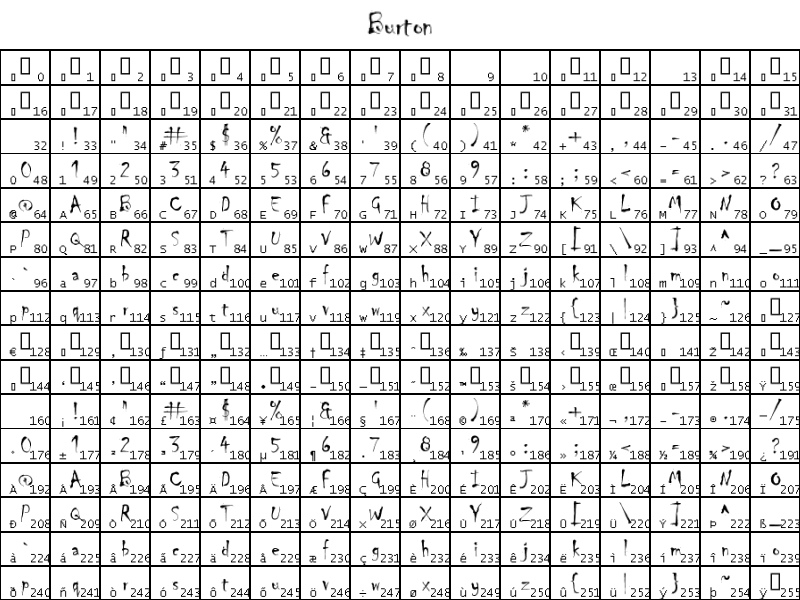 Burton
0 1 2 3 4 5 6 7 8 9 10 11 12 13 14 15
16 17 18 19 20 21 22 23 24 25 26 27 28 29 30 31
32 ! ! 33 " " 34 # # 35 $ $ 36 % % 37 & & 38 ' ' 39 ( ( 40 ) ) 41 * * 42 + + 43 , , 44 - - 45 . . 46 / / 47
0 0 48 1 1 49 2 2 50 3 3 51 4 4 52 5 5 53 6 6 54 7 7 55 8 8 56 9 9 57 : : 58 ; ; 59 < < 60 = = 61 > > 62 ? ? 63
@ @ 64 A A 65 B B 66 C C 67 D D 68 E E 69 F F 70 G G 71 H H 72 I I 73 J J 74 K K 75 L L 76 M M 77 N N 78 O O 79
P P 80 Q Q 81 R R 82 S S 83 T T 84 U U 85 V V 86 W W 87 X X 88 Y Y 89 Z Z 90 [ [ 91 \ \ 92 ] ] 93 ^ ^ 94 _ _ 95
` ` 96 a a 97 b b 98 c c 99 d d 100 e e 101 f f 102 g g 103 h h 104 i i 105 j j 106 k k 107 l l 108 m m 109 n n 110 o o 111
p p 112 q q 113 r r 114 s s 115 t t 116 u u 117 v v 118 w w 119 x x 120 y y 121 z z 122 { { 123 | | 124 } } 125 ~ ~ 126 127
€ 128 129 ‚ 130 ƒ 131 „ 132 … 133 † 134 ‡ 135 ˆ 136 ‰ 137 Š 138 ‹ 139 Œ 140 141 Ž 142 143
144 ‘ 145 ’ 146 “ 147 ” 148 • 149 – 150 — 151 ˜ 152 ™ 153 š 154 › 155 œ 156 157 ž 158 Ÿ 159
160 ¡ ! 161 ¢ " 162 £ # 163 ¤ $ 164 ¥ % 165 ¦ & 166 § ' 167 ¨ ( 168 © ) 169 ª * 170 « + 171 ¬ , 172 - - 173 ® . 174 ¯ / 175
° 0 176 ± 1 177 ² 2 178 ³ 3 179 ´ 4 180 µ 5 181 ¶ 6 182 · 7 183 ¸ 8 184 ¹ 9 185 º : 186 » ; 187 ¼ < 188 ½ = 189 ¾ > 190 ¿ ? 191
À @ 192 Á A 193 Â B 194 Ã C 195 Ä D 196 Å E 197 Æ F 198 Ç G 199 È H 200 É I 201 Ê J 202 Ë K 203 Ì L 204 Í M 205 Î N 206 Ï O 207
Ð P 208 Ñ Q 209 Ò R 210 Ó S 211 Ô T 212 Õ U 213 Ö V 214 × W 215 Ø X 216 Ù Y 217 Ú Z 218 Û [ 219 Ü \ 220 Ý ] 221 Þ ^ 222 ß _ 223
à ` 224 á a 225 â b 226 ã c 227 ä d 228 å e 229 æ f 230 ç g 231 è h 232 é i 233 ê j 234 ë k 235 ì l 236 í m 237 î n 238 ï o 239
ð p 240 ñ q 241 ò r 242 ó s 243 ô t 244 õ u 245 ö v 246 ÷ w 247 ø x 248 ù y 249 ú z 250 û { 251 ü | 252 ý } 253 þ ~ 254 ÿ 255